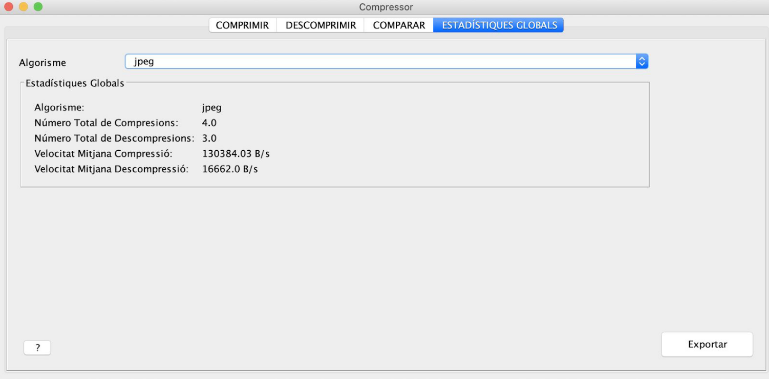 Compressor
COMPRIMIR DESCOMPRIMIR COMPARAR ESTADÍSTIQUES GLOBALS
Algorisme jpeg
Estadístiques Globals
Algorisme: jpeg
Número Total de Compresions: 4.0
Número Total de Descompresions: 3.0
Velocitat Mitjana Compressió: 130384.03 B/s
Velocitat Mitjana Descompressió: 16662.0 B/s
? Exportar